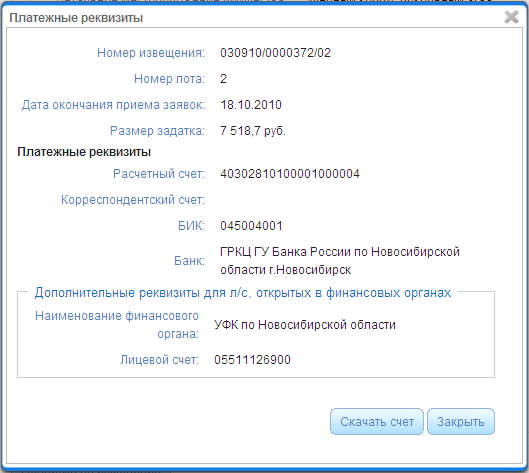 Платежные реквизиты
Номер извещения: 030910/0000372/02
Номер лота: 2
Дата окончания приема заявок: 18.10.2010
Размер задатка: 7 518,7 руб.
Платежные реквизиты
Расчетный счет: 40302810100001000004
Корреспондентский счет:
БИК: 045004001
Банк: ГРКЦ ГУ Банка России по Новосибирской
области г.Новосибирск
Дополнительные реквизиты для л/с, открытых в финансовых органах
Наименование финансового
органа: УФК по Новосибирской области
Лицевой счет: 05511126900
Скачать счет Закрыть